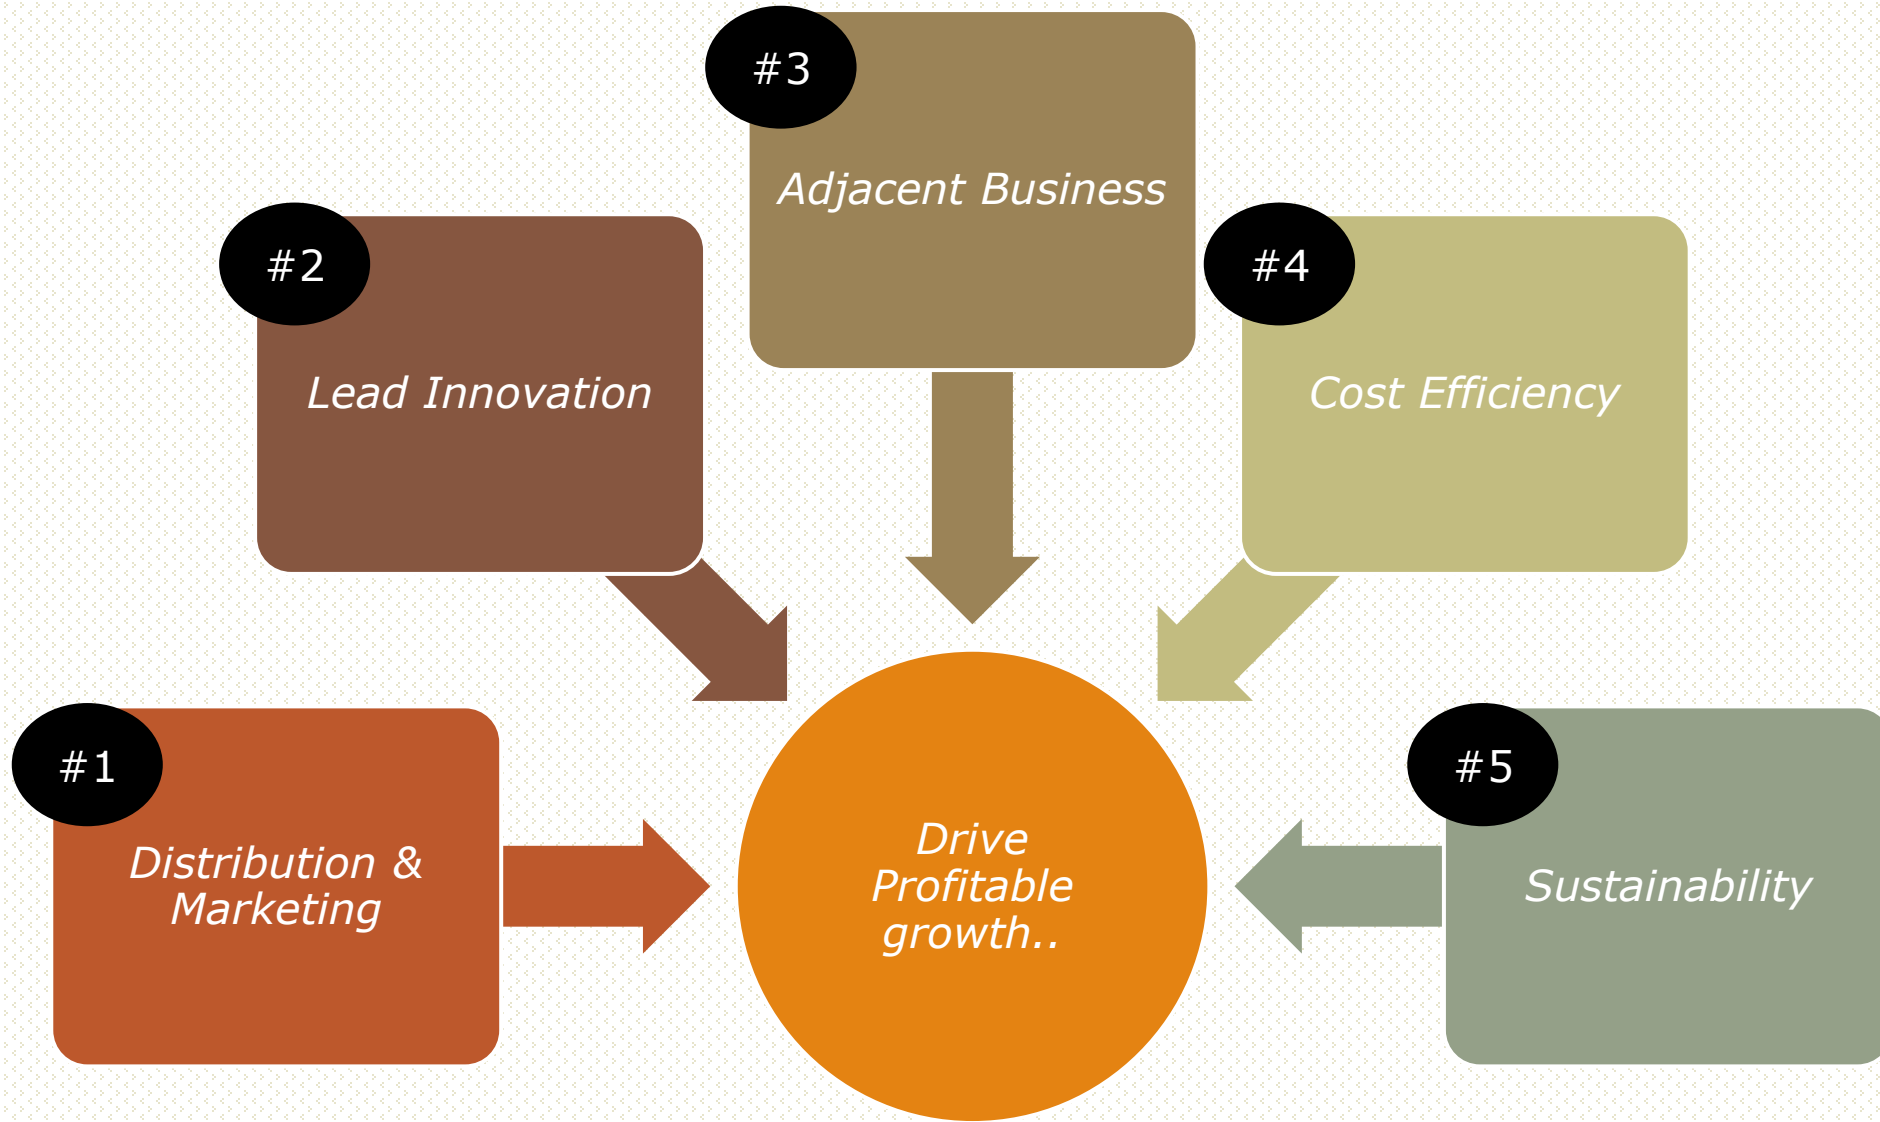 #1
Distribution &
Marketing
#2
Lead Innovation
#3
Adjacent Business
#4
Cost Efficiency
#5
Sustainability
Drive
Profitable
growth..